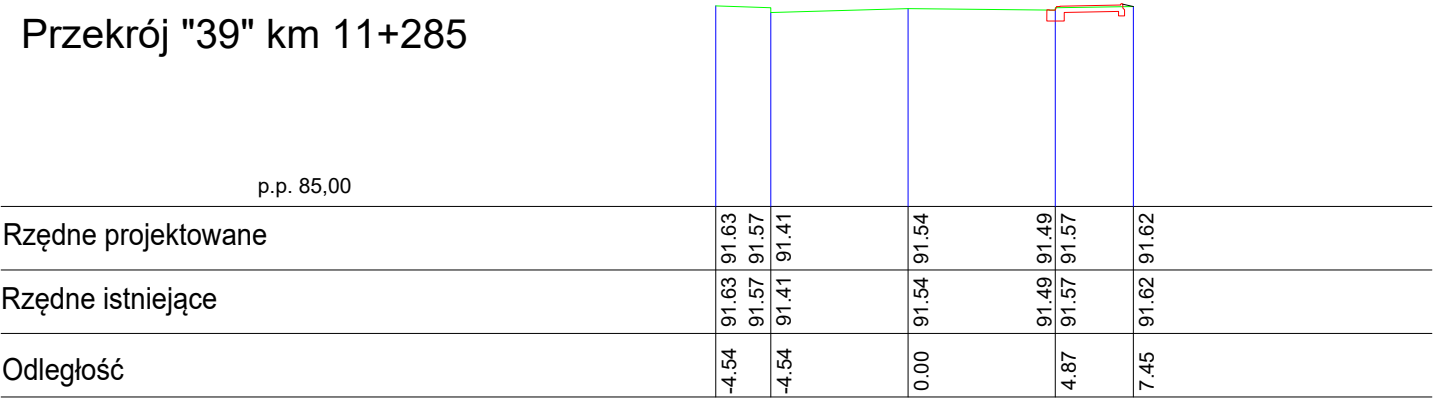 Przekrój "39" km 11+285
p.p. 85,00
Rzędne projektowane 91.63 91.57 91.41 91.54 91.49 91.57 91.62
Rzędne istniejące 91.63 91.57 91.41 91.54 91.49 91.57 91.62
Odległość -4.54 -4.54 0.00 4.87 7.45